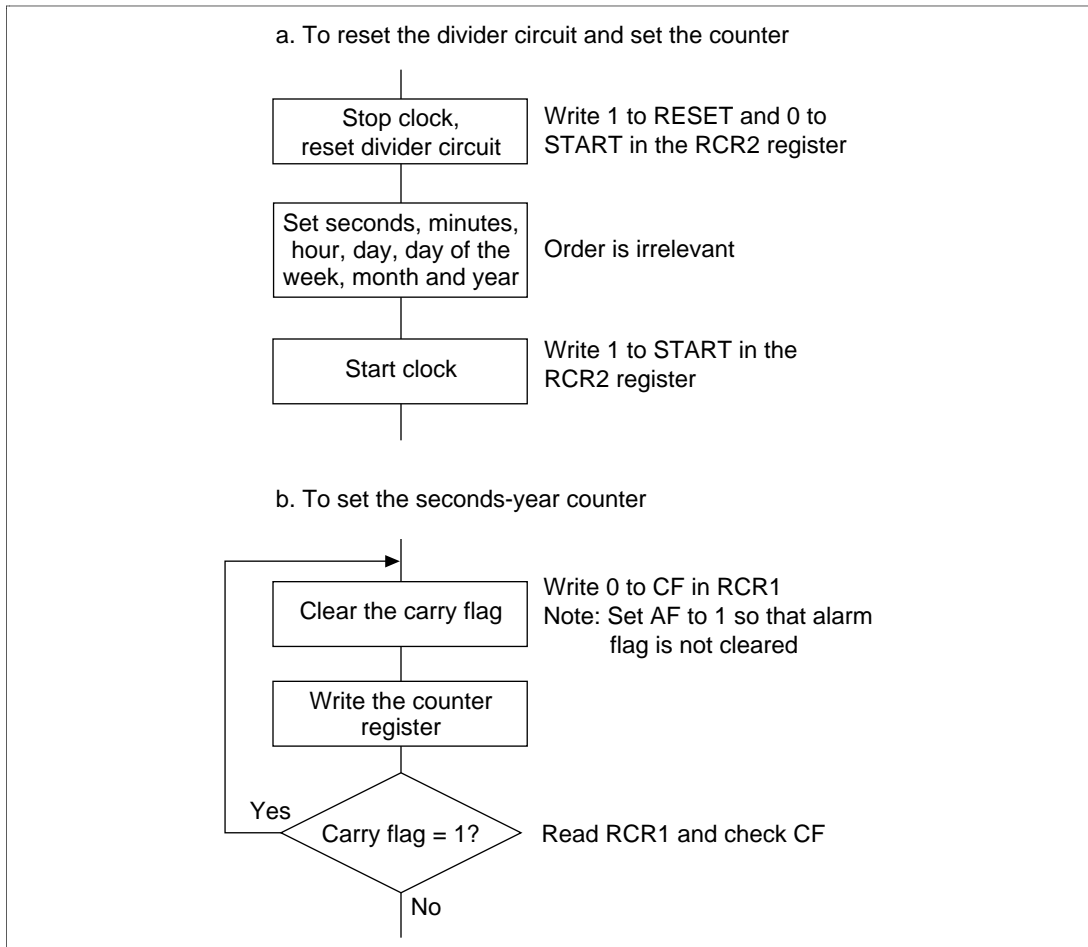 a. To reset the divider circuit and set the counter
Stop clock,
reset divider circuit
Write 1 to RESET and 0 to
START in the RCR2 register
Set seconds, minutes,
hour, day, day of the
week, month and year
Order is irrelevant
Start clock
Write 1 to START in the
RCR2 register
b. To set the seconds-year counter
Clear the carry flag
Write 0 to CF in RCR1
Note: Set AF to 1 so that alarm
flag is not cleared
Write the counter
register
Yes
Carry flag = 1?
Read RCR1 and check CF
No